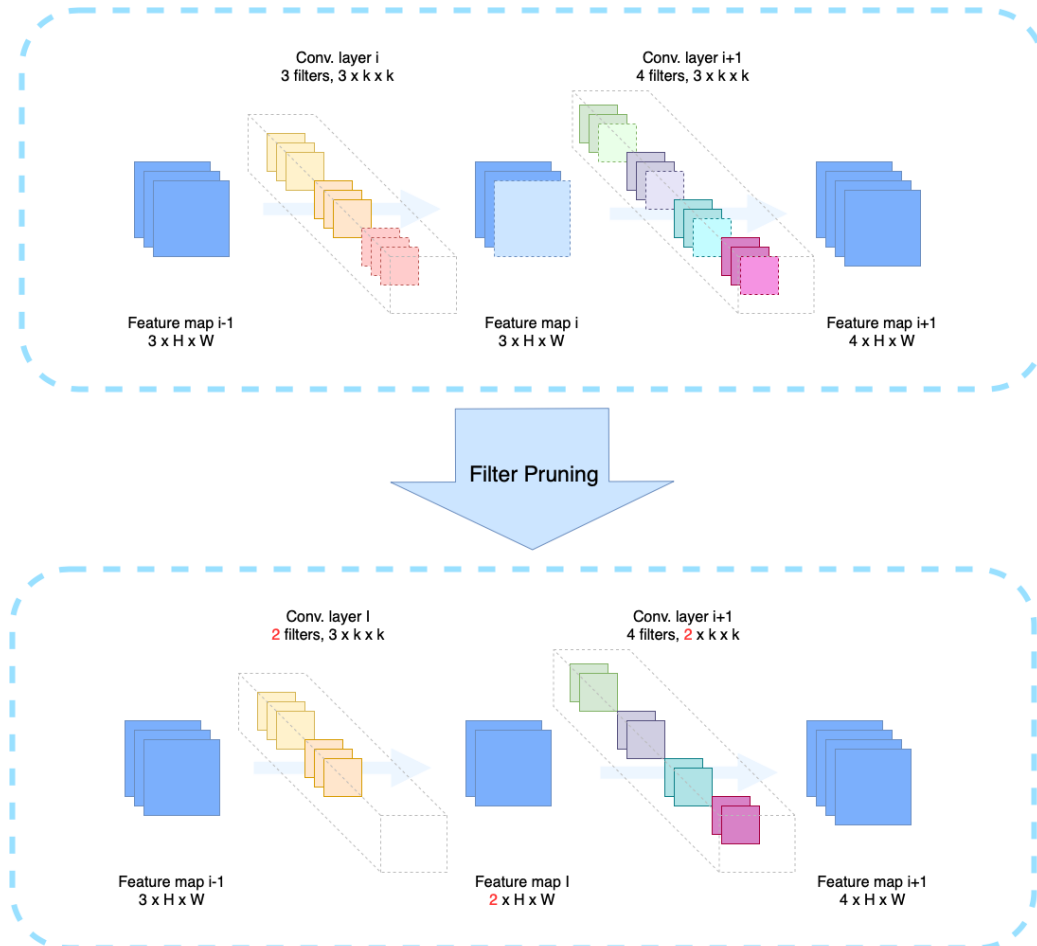 Conv. layer i
3 filters, 3 x k x k
Conv. layer i+1
4 filters, 3 x k x k
Feature map i-1
3 x H x W
Feature map i
3 x H x W
Feature map i+1
4 x H x W
Filter Pruning
Conv. layer I
2 filters, 3 x k x k
Conv. layer i+1
4 filters, 2 x k x k
Feature map i-1
3 x H x W
Feature map I
2 x H x W
Feature map i+1
4 x H x W